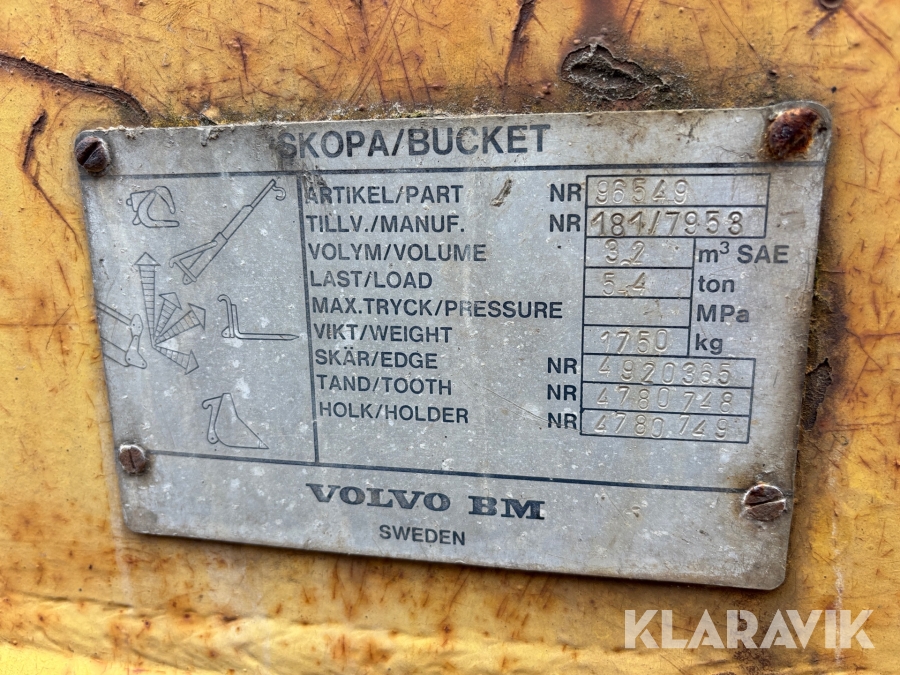 SKOPA/BUCKET
ARTIKEL/PART NR 96549
TILLV./MANUF. NR 181/7953
VOLYM/VOLUME 3.2 m³ SAE
LAST/LOAD 5.4 ton
MAX.TRYCK/PRESSURE MPa
VIKT/WEIGHT 1750 kg
SKÄR/EDGE NR 4920365
TAND/TOOTH NR 4780748
HOLK/HOLDER NR 4780749
VOLVO BM
SWEDEN
KLARAVIK